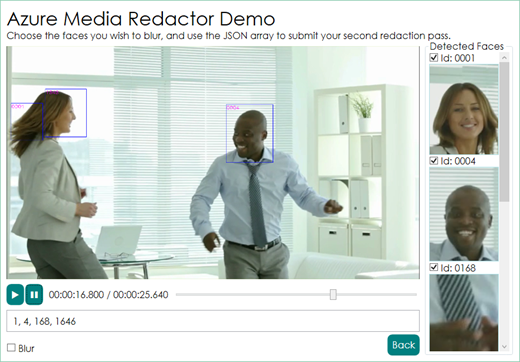 Azure Media Redactor Demo
Choose the faces you wish to blur, and use the JSON array to submit your second redaction pass.
Detected Faces
Id: 0001
0001
0004
Id: 0004
Id: 0168
00:00:16.800 / 00:00:25.640
1, 4, 168, 1646
Blur
Back